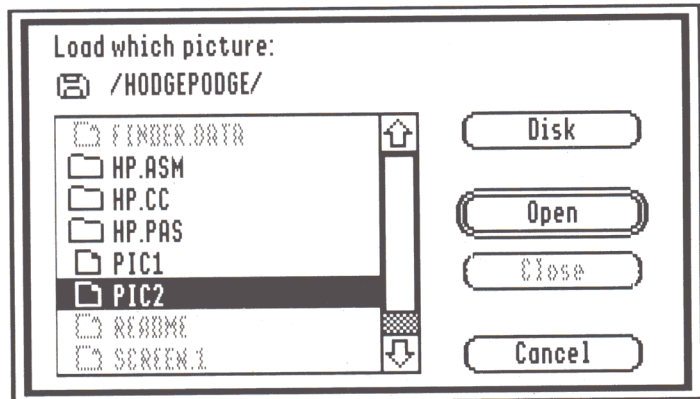 Load which picture:
/HODGEPODGE/
FINDER.DATA
HP.ASM
HP.CC
HP.PAS
PIC1
PIC2
README
SCREEN.1
Disk
Open
Close
Cancel